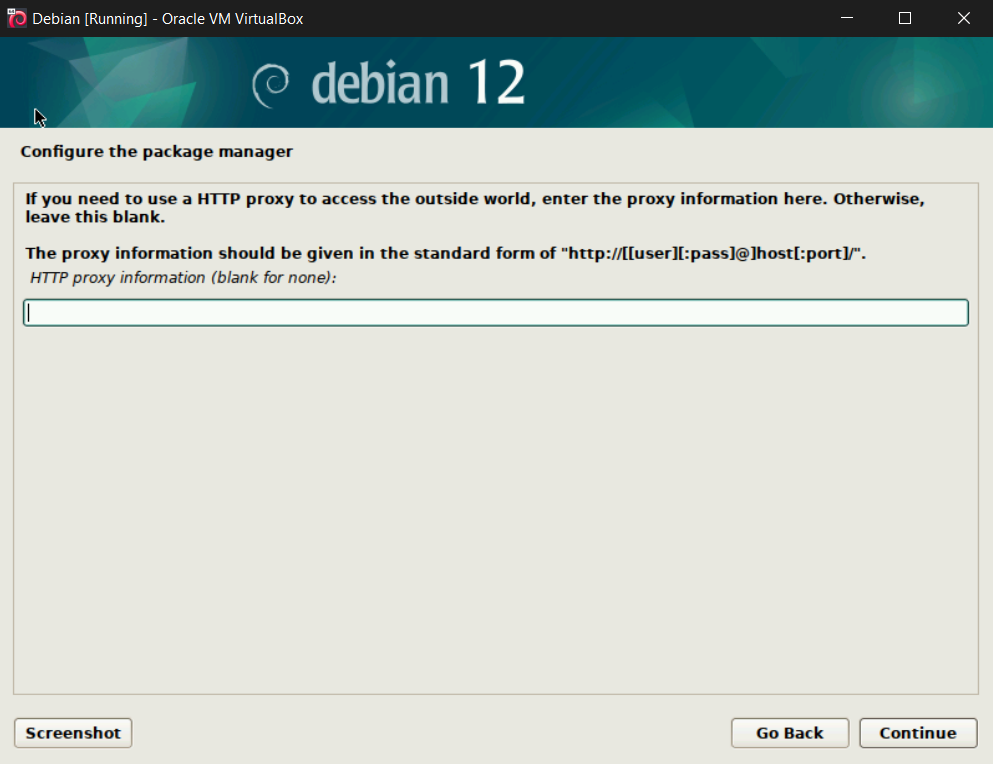 Debian [Running] - Oracle VM VirtualBox
debian 12
Configure the package manager
If you need to use a HTTP proxy to access the outside world, enter the proxy information here. Otherwise,
leave this blank.
The proxy information should be given in the standard form of "http://[[user][:pass]@]host[:port]/".
HTTP proxy information (blank for none):
Screenshot
Go Back
Continue